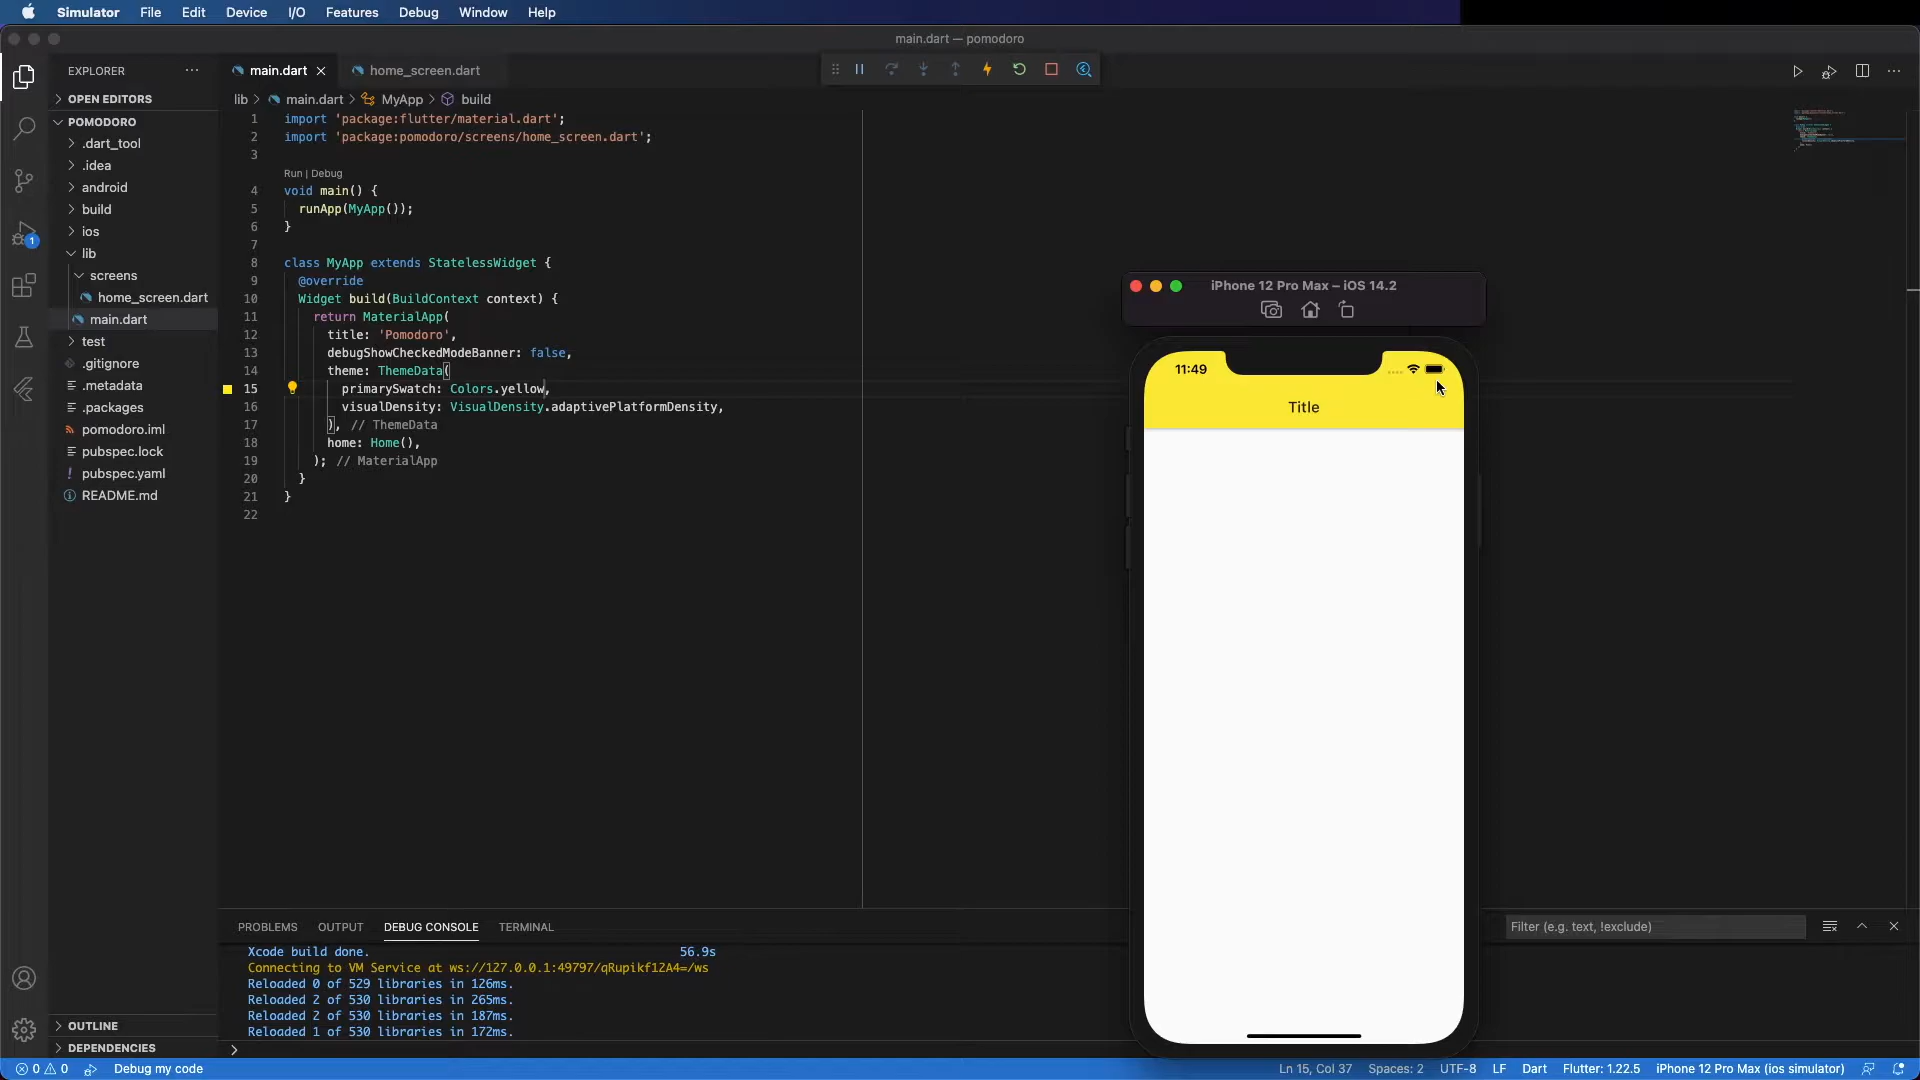 Simulator File Edit Device I/O Features Debug Window Help
main.dart — pomodoro
EXPLORER
OPEN EDITORS
POMODORO
.dart_tool
.idea
android
build
ios
lib
screens
home_screen.dart
main.dart
test
.gitignore
.metadata
.packages
pomodoro.iml
pubspec.lock
pubspec.yaml
README.md
OUTLINE
DEPENDENCIES
1
main.dart home_screen.dart
lib > main.dart > MyApp > build
1 import 'package:flutter/material.dart';
2 import 'package:pomodoro/screens/home_screen.dart';
3
Run | Debug
4 void main() {
5 runApp(MyApp());
6 }
7
8 class MyApp extends StatelessWidget {
9 @override
10 Widget build(BuildContext context) {
11 return MaterialApp(
12 title: 'Pomodoro',
13 debugShowCheckedModeBanner: false,
14 theme: ThemeData(
15 primarySwatch: Colors.yellow,
16 visualDensity: VisualDensity.adaptivePlatformDensity,
17 ), // ThemeData
18 home: Home(),
19 ); // MaterialApp
20 }
21 }
22
iPhone 12 Pro Max – iOS 14.2
11:49
Title
PROBLEMS OUTPUT DEBUG CONSOLE TERMINAL
Filter (e.g. text, !exclude)
Xcode build done. 56.9s
Connecting to VM Service at ws://127.0.0.1:49797/qRupikf12A4=/ws
Reloaded 0 of 529 libraries in 126ms.
Reloaded 2 of 530 libraries in 265ms.
Reloaded 2 of 530 libraries in 187ms.
Reloaded 1 of 530 libraries in 172ms.
0 0 Debug my code Ln 15, Col 37 Spaces: 2 UTF-8 LF Dart Flutter: 1.22.5 iPhone 12 Pro Max (ios simulator)